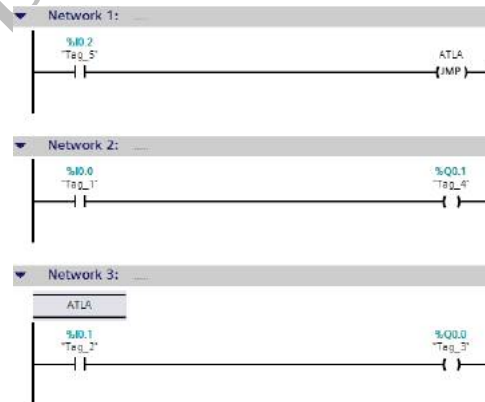 Network 1: .....
%I0.2
"Tag_5"
ATLA
JMP
Network 2: .....
%I0.0
"Tag_1"
%Q0.1
"Tag_4"
Network 3: .....
ATLA
%I0.1
"Tag_2"
%Q0.0
"Tag_3"